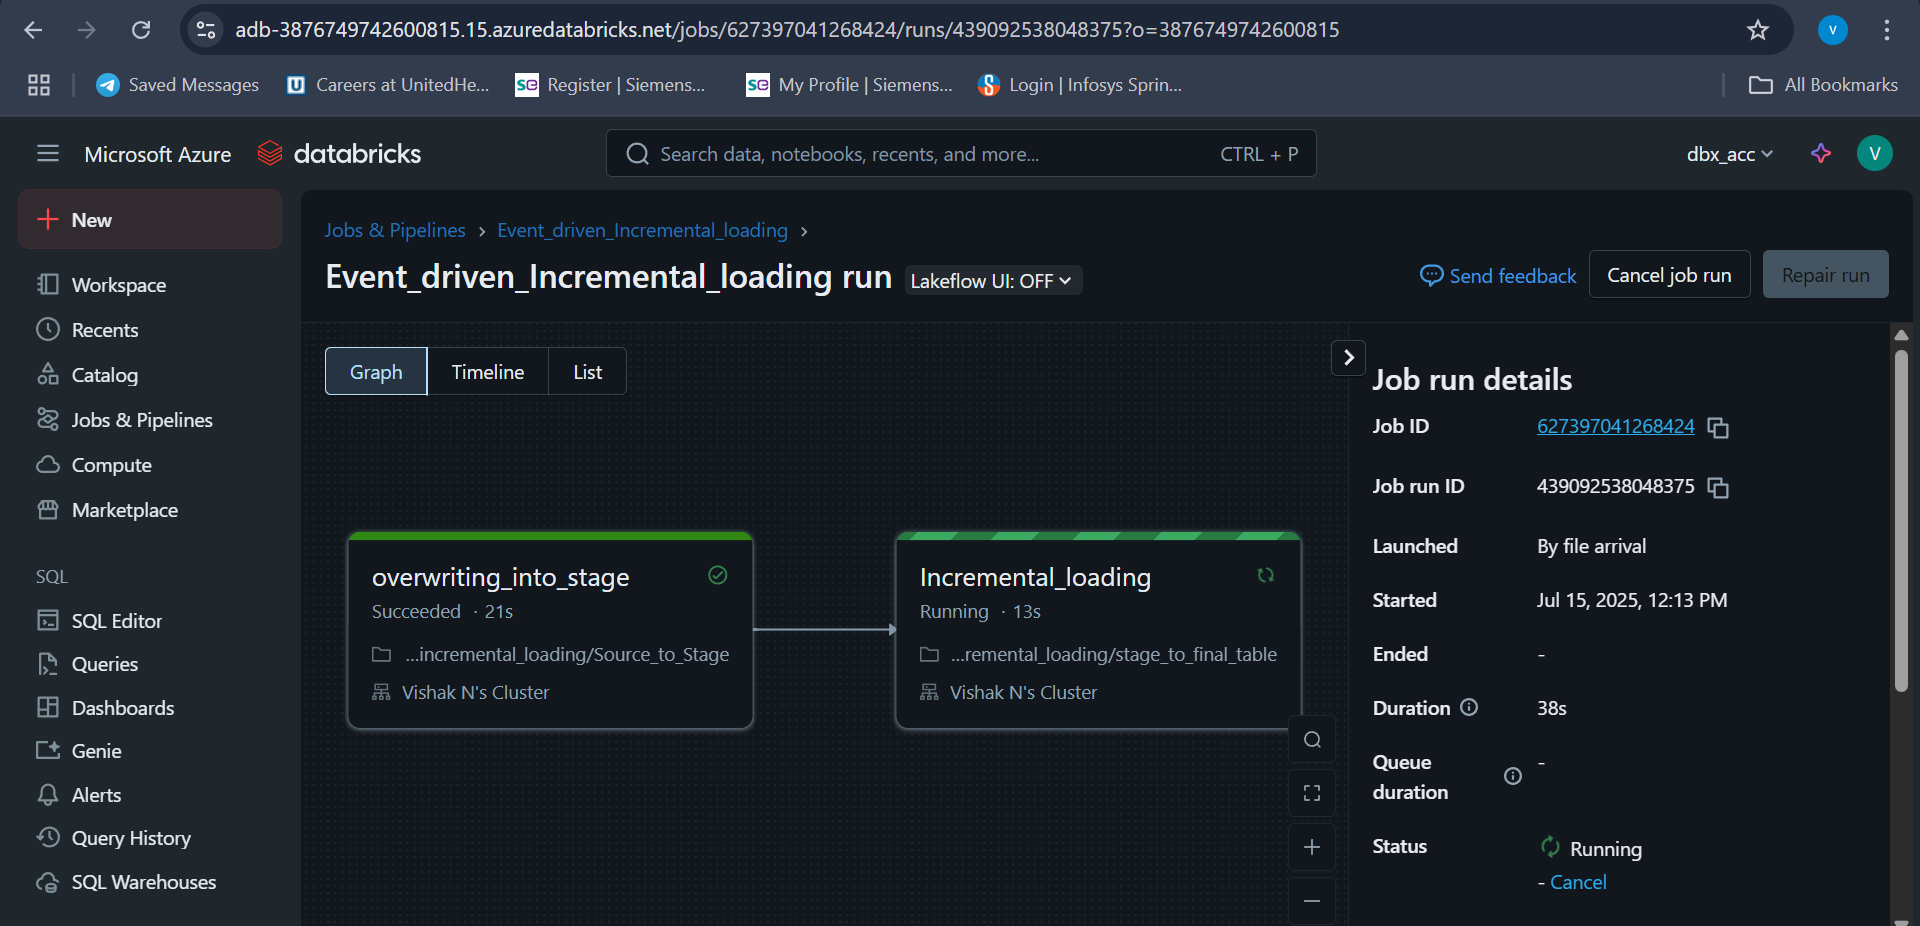 adb-3876749742600815.15.azuredatabricks.net/jobs/627397041268424/runs/439092538048375?o=3876749742600815
V
Saved Messages
Careers at UnitedHe...
Register | Siemens...
My Profile | Siemens...
Login | Infosys Sprin...
All Bookmarks
Microsoft Azure
databricks
Search data, notebooks, recents, and more...
CTRL + P
dbx_acc
V
New
Workspace
Recents
Catalog
Jobs & Pipelines
Compute
Marketplace
SQL
SQL Editor
Queries
Dashboards
Genie
Alerts
Query History
SQL Warehouses
Jobs & Pipelines › Event_driven_Incremental_loading ›
Event_driven_Incremental_loading run
Lakeflow UI: OFF
Send feedback
Cancel job run
Repair run
Graph
Timeline
List
overwriting_into_stage
Succeeded · 21s
...incremental_loading/Source_to_Stage
Vishak N's Cluster
Incremental_loading
Running · 13s
...remental_loading/stage_to_final_table
Vishak N's Cluster
Job run details
Job ID 627397041268424
Job run ID 439092538048375
Launched By file arrival
Started Jul 15, 2025, 12:13 PM
Ended -
Duration 38s
Queue duration -
Status Running
- Cancel